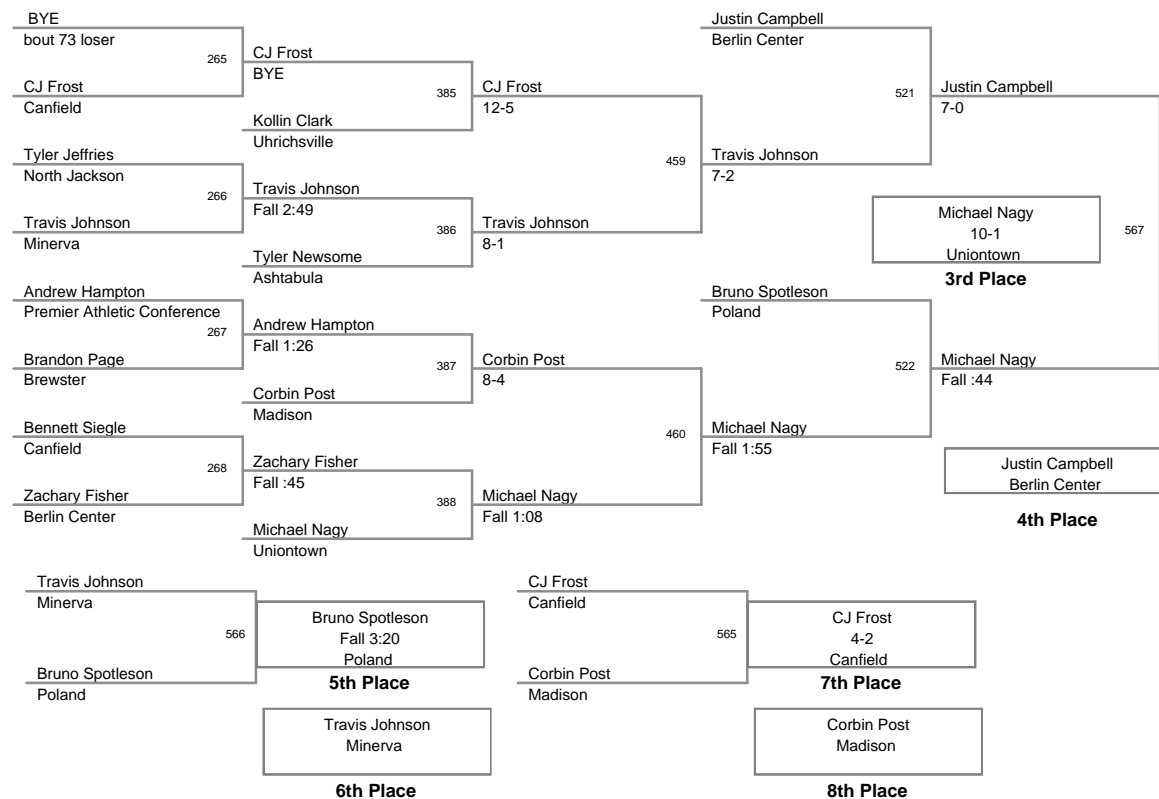 BYE
bout 73 loser
265
CJ Frost
Canfield
Tyler Jeffries
North Jackson
266
Travis Johnson
Minerva
Andrew Hampton
Premier Athletic Conference
267
Brandon Page
Brewster
Bennett Siegle
Canfield
268
Zachary Fisher
Berlin Center
CJ Frost
BYE
385
Kollin Clark
Uhrichsville
Travis Johnson
Fall 2:49
386
Tyler Newsome
Ashtabula
Andrew Hampton
Fall 1:26
387
Corbin Post
Madison
Zachary Fisher
Fall :45
388
Michael Nagy
Uniontown
CJ Frost
12-5
459
Travis Johnson
8-1
Corbin Post
8-4
460
Michael Nagy
Fall 1:08
Justin Campbell
Berlin Center
521
Travis Johnson
7-2
Bruno Spotleson
Poland
522
Michael Nagy
Fall 1:55
Justin Campbell
7-0
567
Michael Nagy
Fall :44
Michael Nagy
10-1
Uniontown
3rd Place
Justin Campbell
Berlin Center
4th Place
Travis Johnson
Minerva
566
Bruno Spotleson
Poland
Bruno Spotleson
Fall 3:20
Poland
5th Place
Travis Johnson
Minerva
6th Place
CJ Frost
Canfield
565
Corbin Post
Madison
CJ Frost
4-2
Canfield
7th Place
Corbin Post
Madison
8th Place